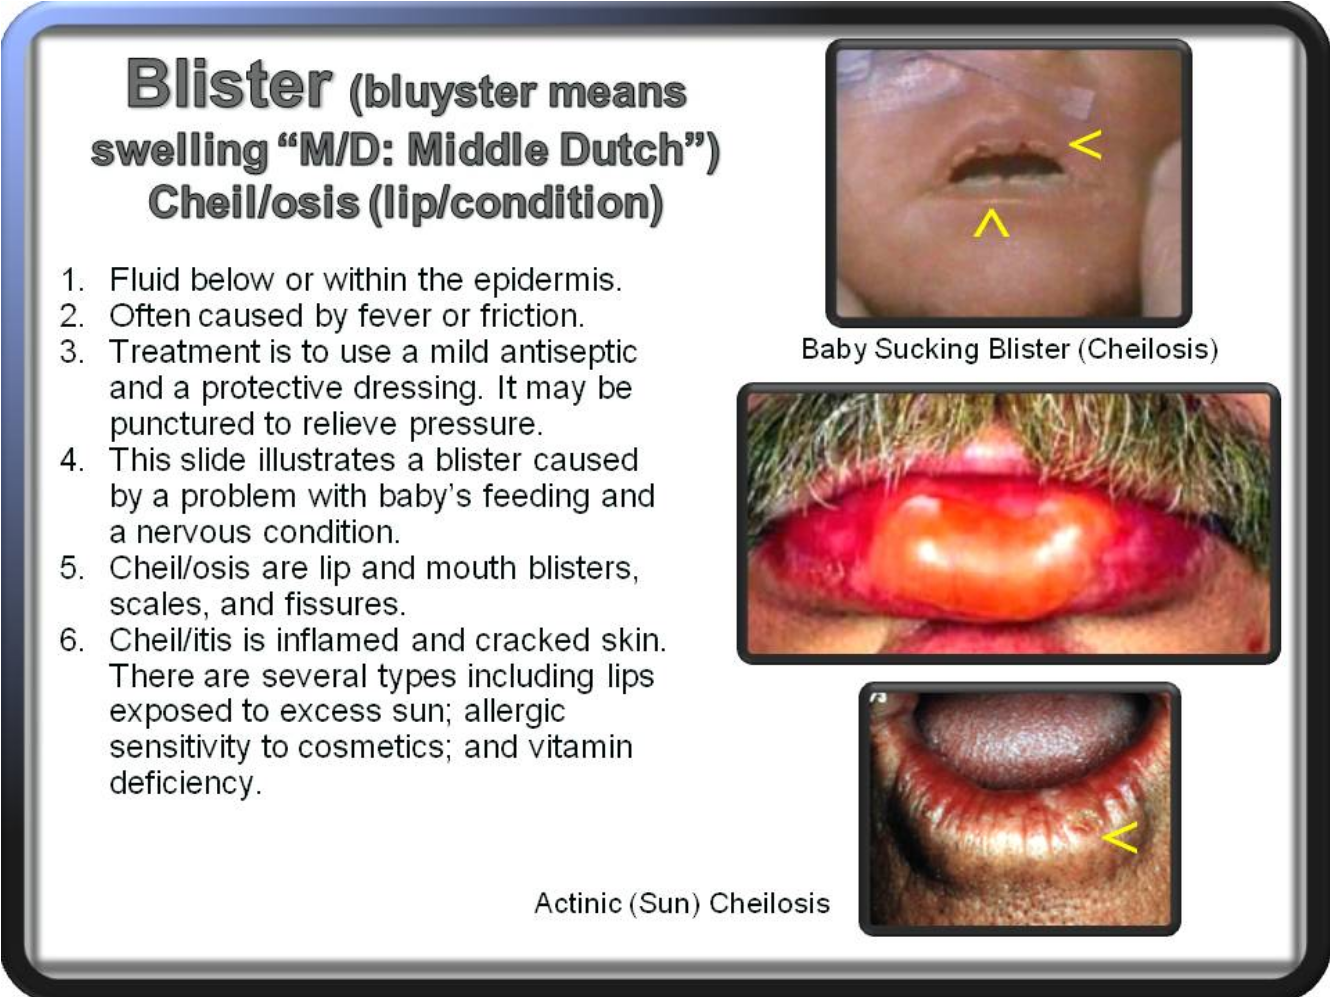 Blister (bluyster means
swelling “M/D: Middle Dutch”)
Cheil/osis (lip/condition)
1. Fluid below or within the epidermis.
2. Often caused by fever or friction.
3. Treatment is to use a mild antiseptic
and a protective dressing. It may be
punctured to relieve pressure.
4. This slide illustrates a blister caused
by a problem with baby’s feeding and
a nervous condition.
5. Cheil/osis are lip and mouth blisters,
scales, and fissures.
6. Cheil/itis is inflamed and cracked skin.
There are several types including lips
exposed to excess sun; allergic
sensitivity to cosmetics; and vitamin
deficiency.
Baby Sucking Blister (Cheilosis)
Actinic (Sun) Cheilosis